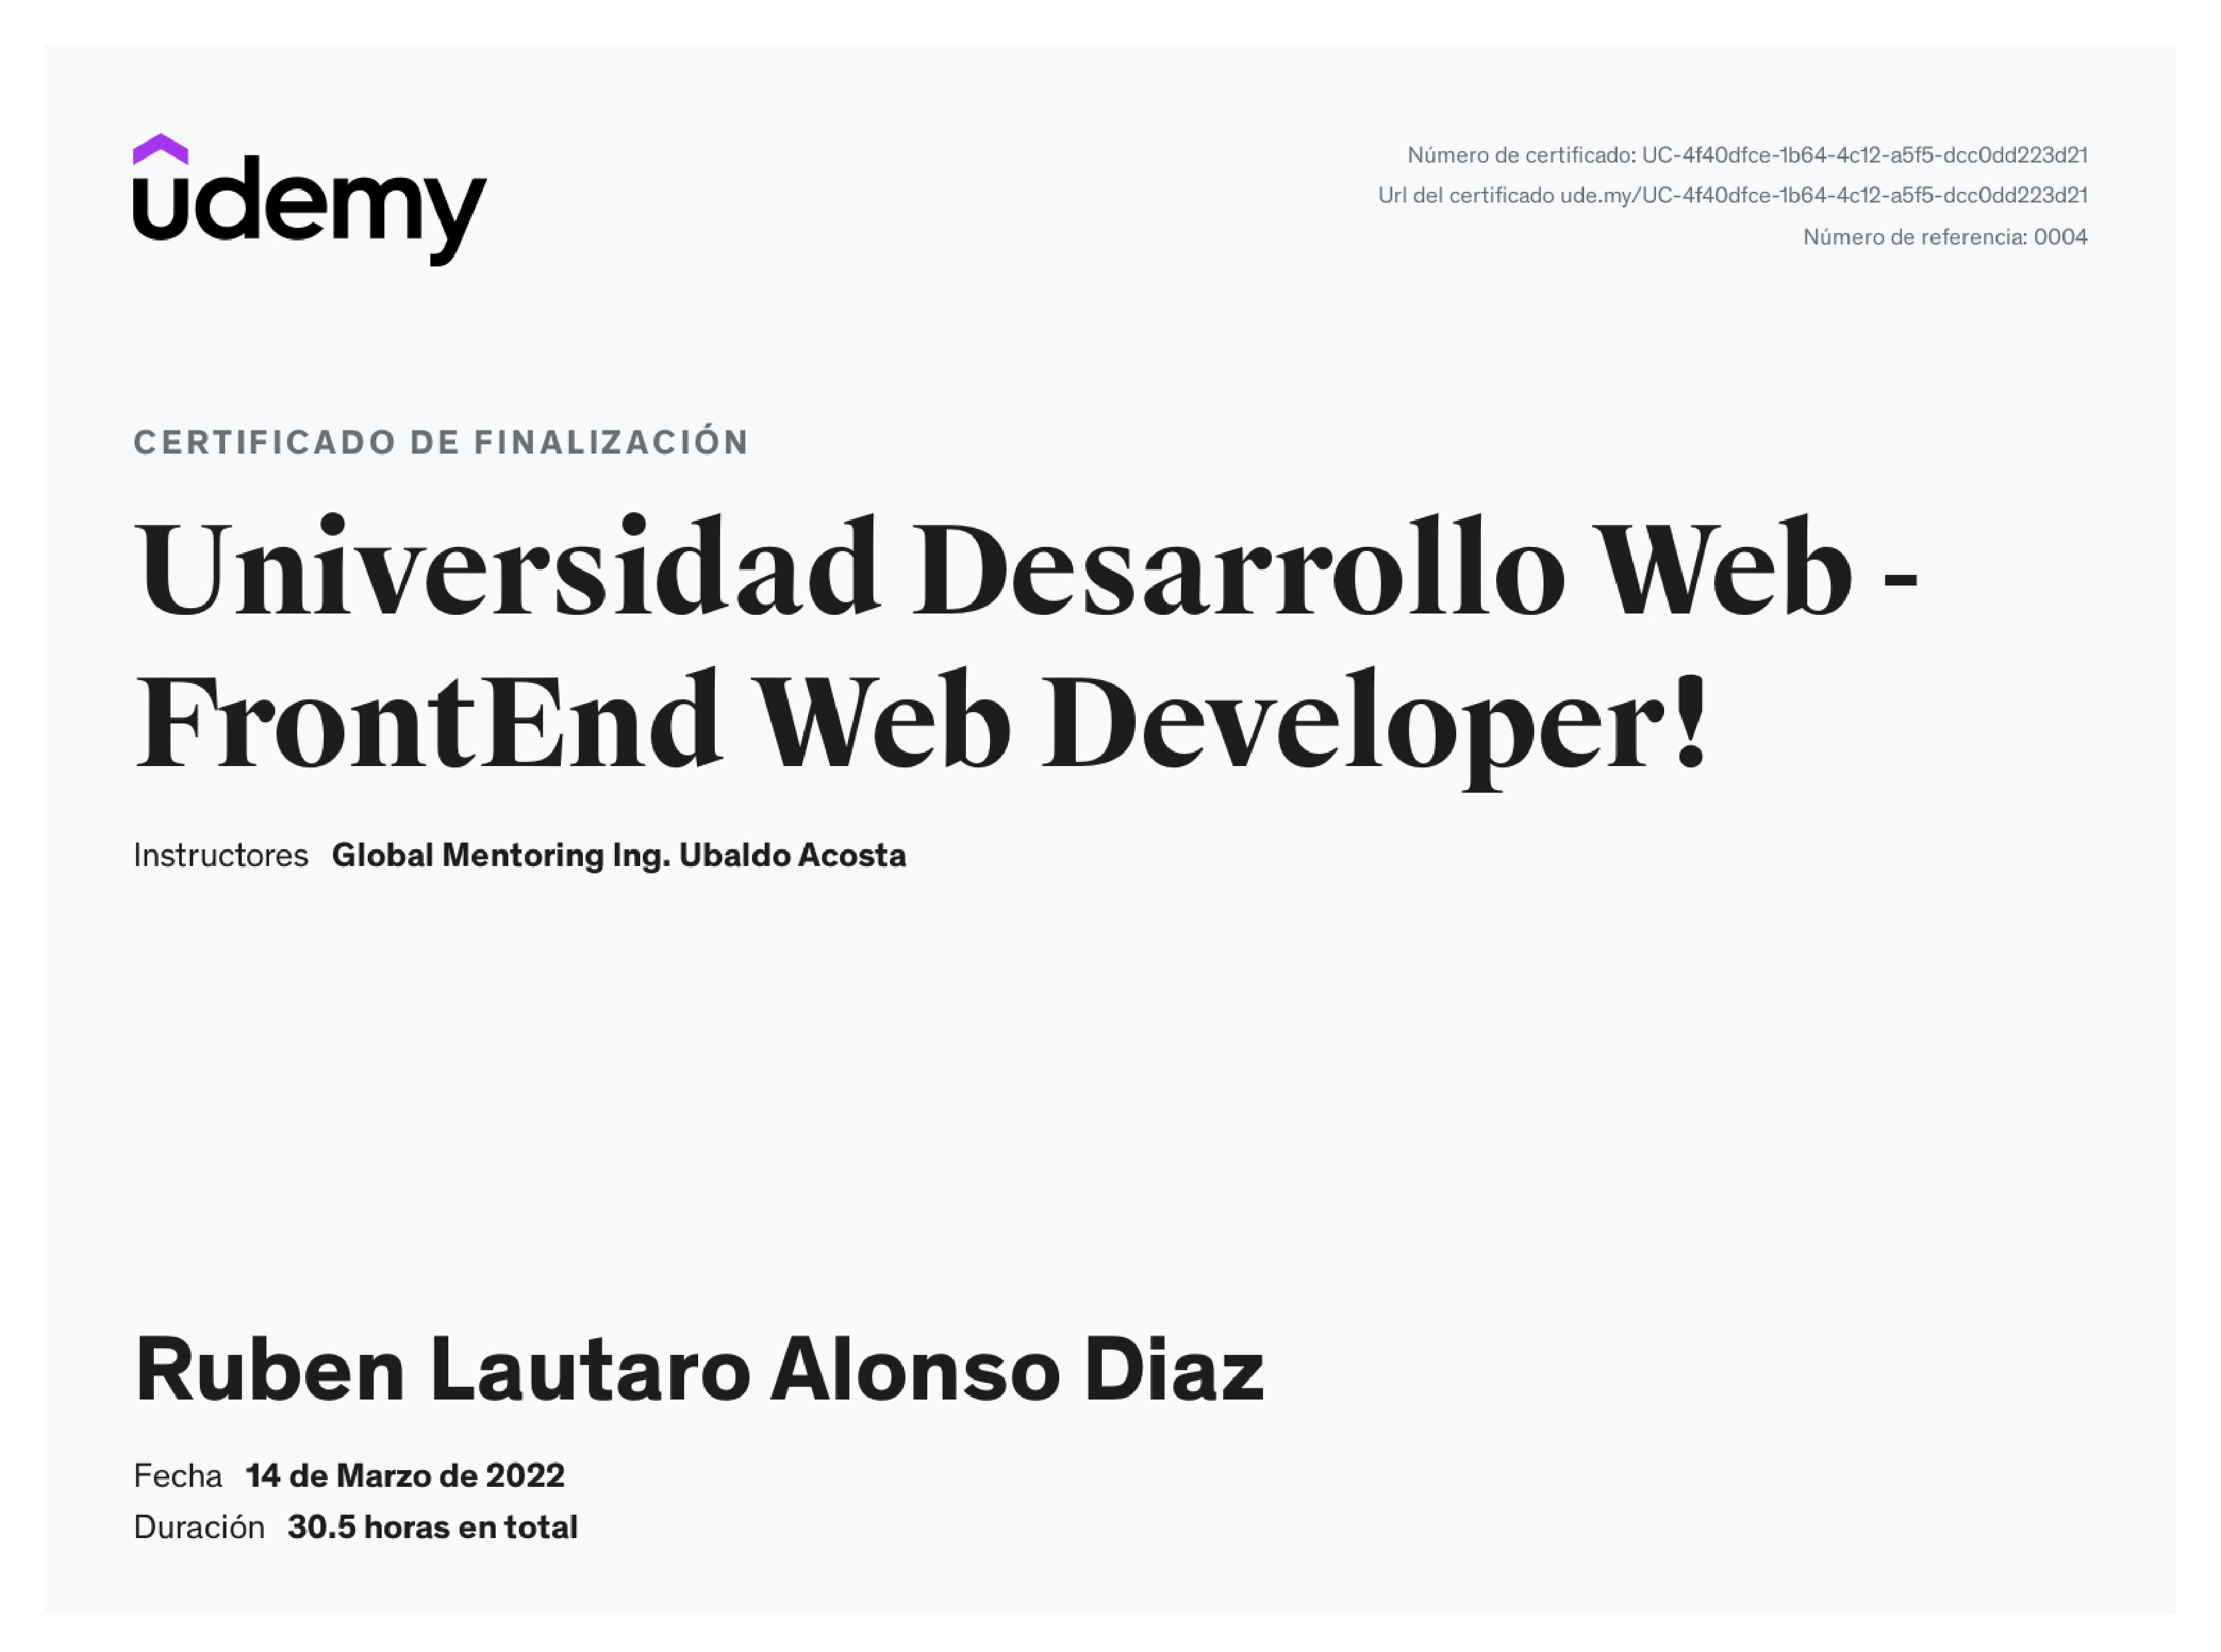 udemy
Número de certificado: UC-4f40dfce-1b64-4c12-a5f5-dcc0dd223d21
Url del certificado ude.my/UC-4f40dfce-1b64-4c12-a5f5-dcc0dd223d21
Número de referencia: 0004
CERTIFICADO DE FINALIZACIÓN
Universidad Desarrollo Web -
FrontEnd Web Developer!
Instructores Global Mentoring Ing. Ubaldo Acosta
Ruben Lautaro Alonso Diaz
Fecha 14 de Marzo de 2022
Duración 30.5 horas en total